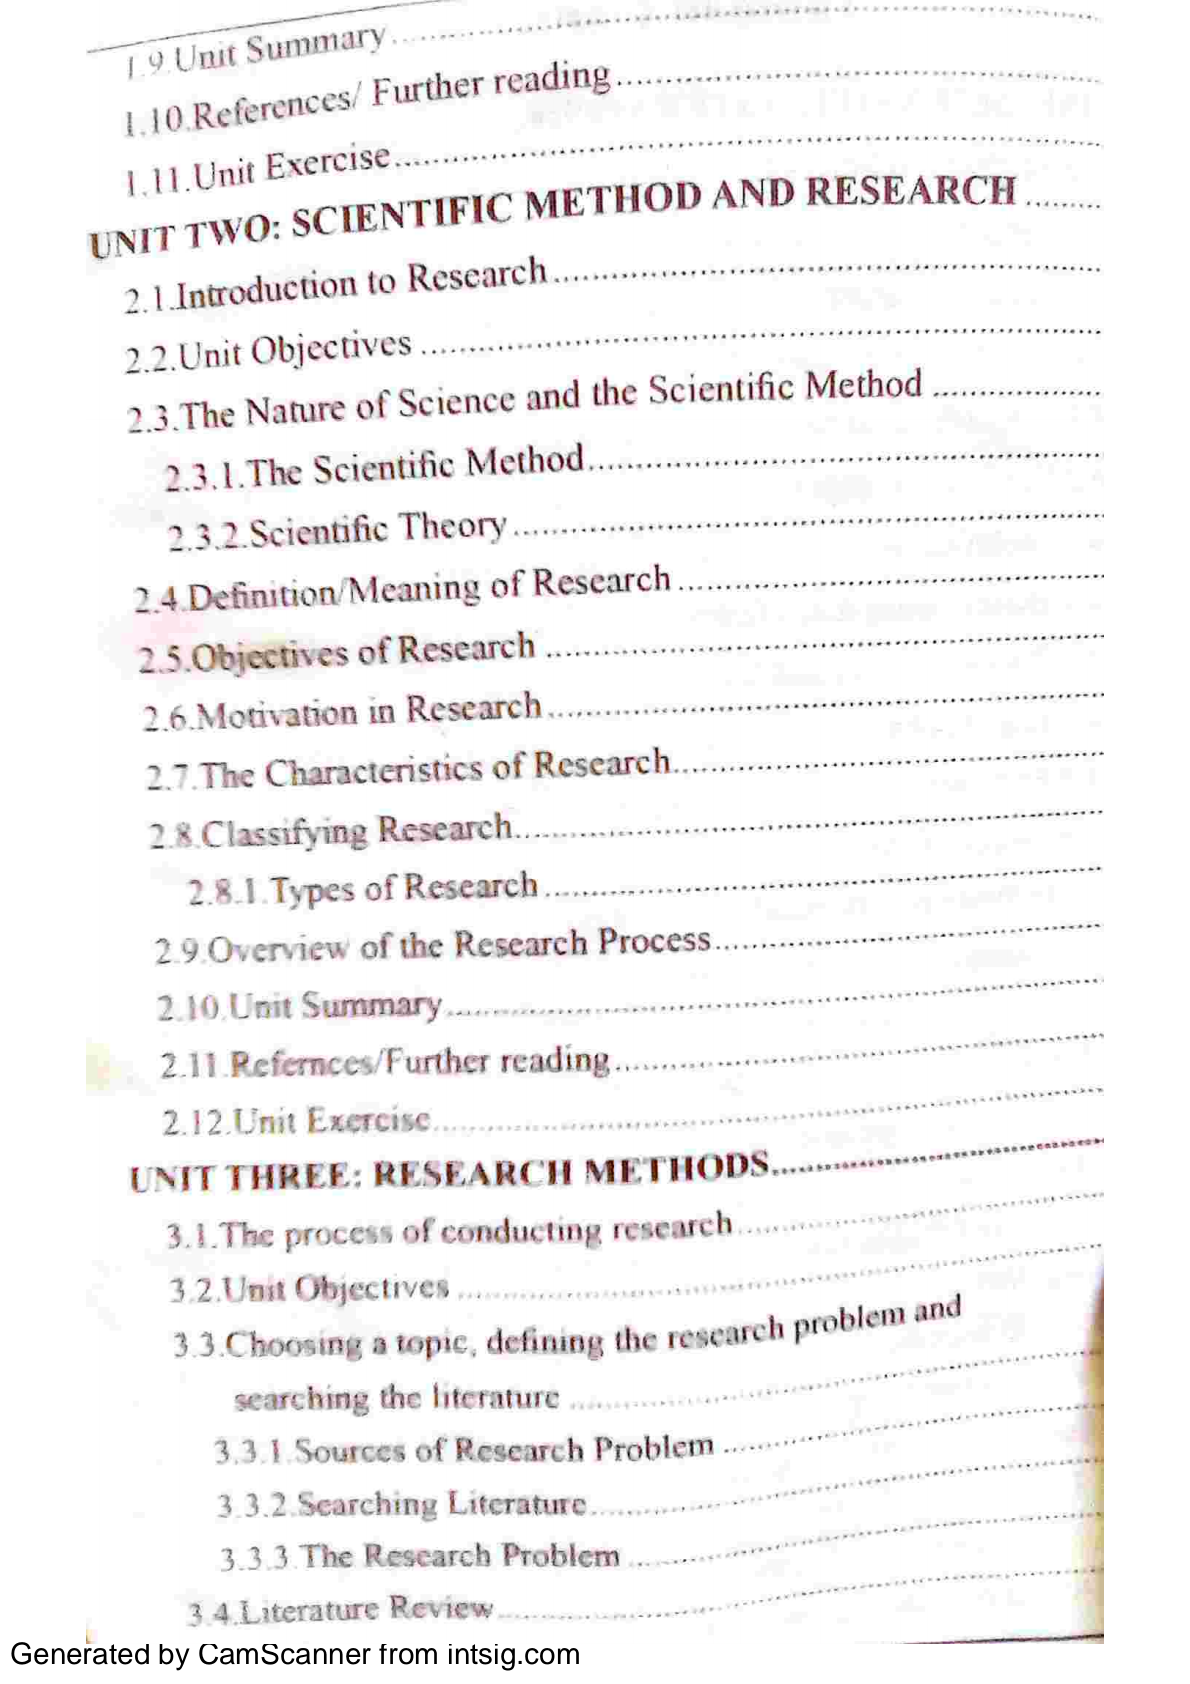 1.9.Unit Summary
1.10.References/ Further reading
1.11.Unit Exercise
UNIT TWO: SCIENTIFIC METHOD AND RESEARCH
2.1.Introduction to Research
2.2.Unit Objectives
2.3.The Nature of Science and the Scientific Method
2.3.1.The Scientific Method
2.3.2.Scientific Theory
2.4.Definition/Meaning of Research
2.5.Objectives of Research
2.6.Motivation in Research
2.7.The Characteristics of Research
2.8.Classifying Research
2.8.1.Types of Research
2.9.Overview of the Research Process
2.10.Unit Summary
2.11.Refernces/Further reading
2.12.Unit Exercise
UNIT THREE: RESEARCH METHODS
3.1.The process of conducting research
3.2.Unit Objectives
3.3.Choosing a topic, defining the research problem and
searching the literature
3.3.1.Sources of Research Problem
3.3.2.Searching Literature
3.3.3.The Research Problem
3.4.Literature Review
Generated by CamScanner from intsig.com